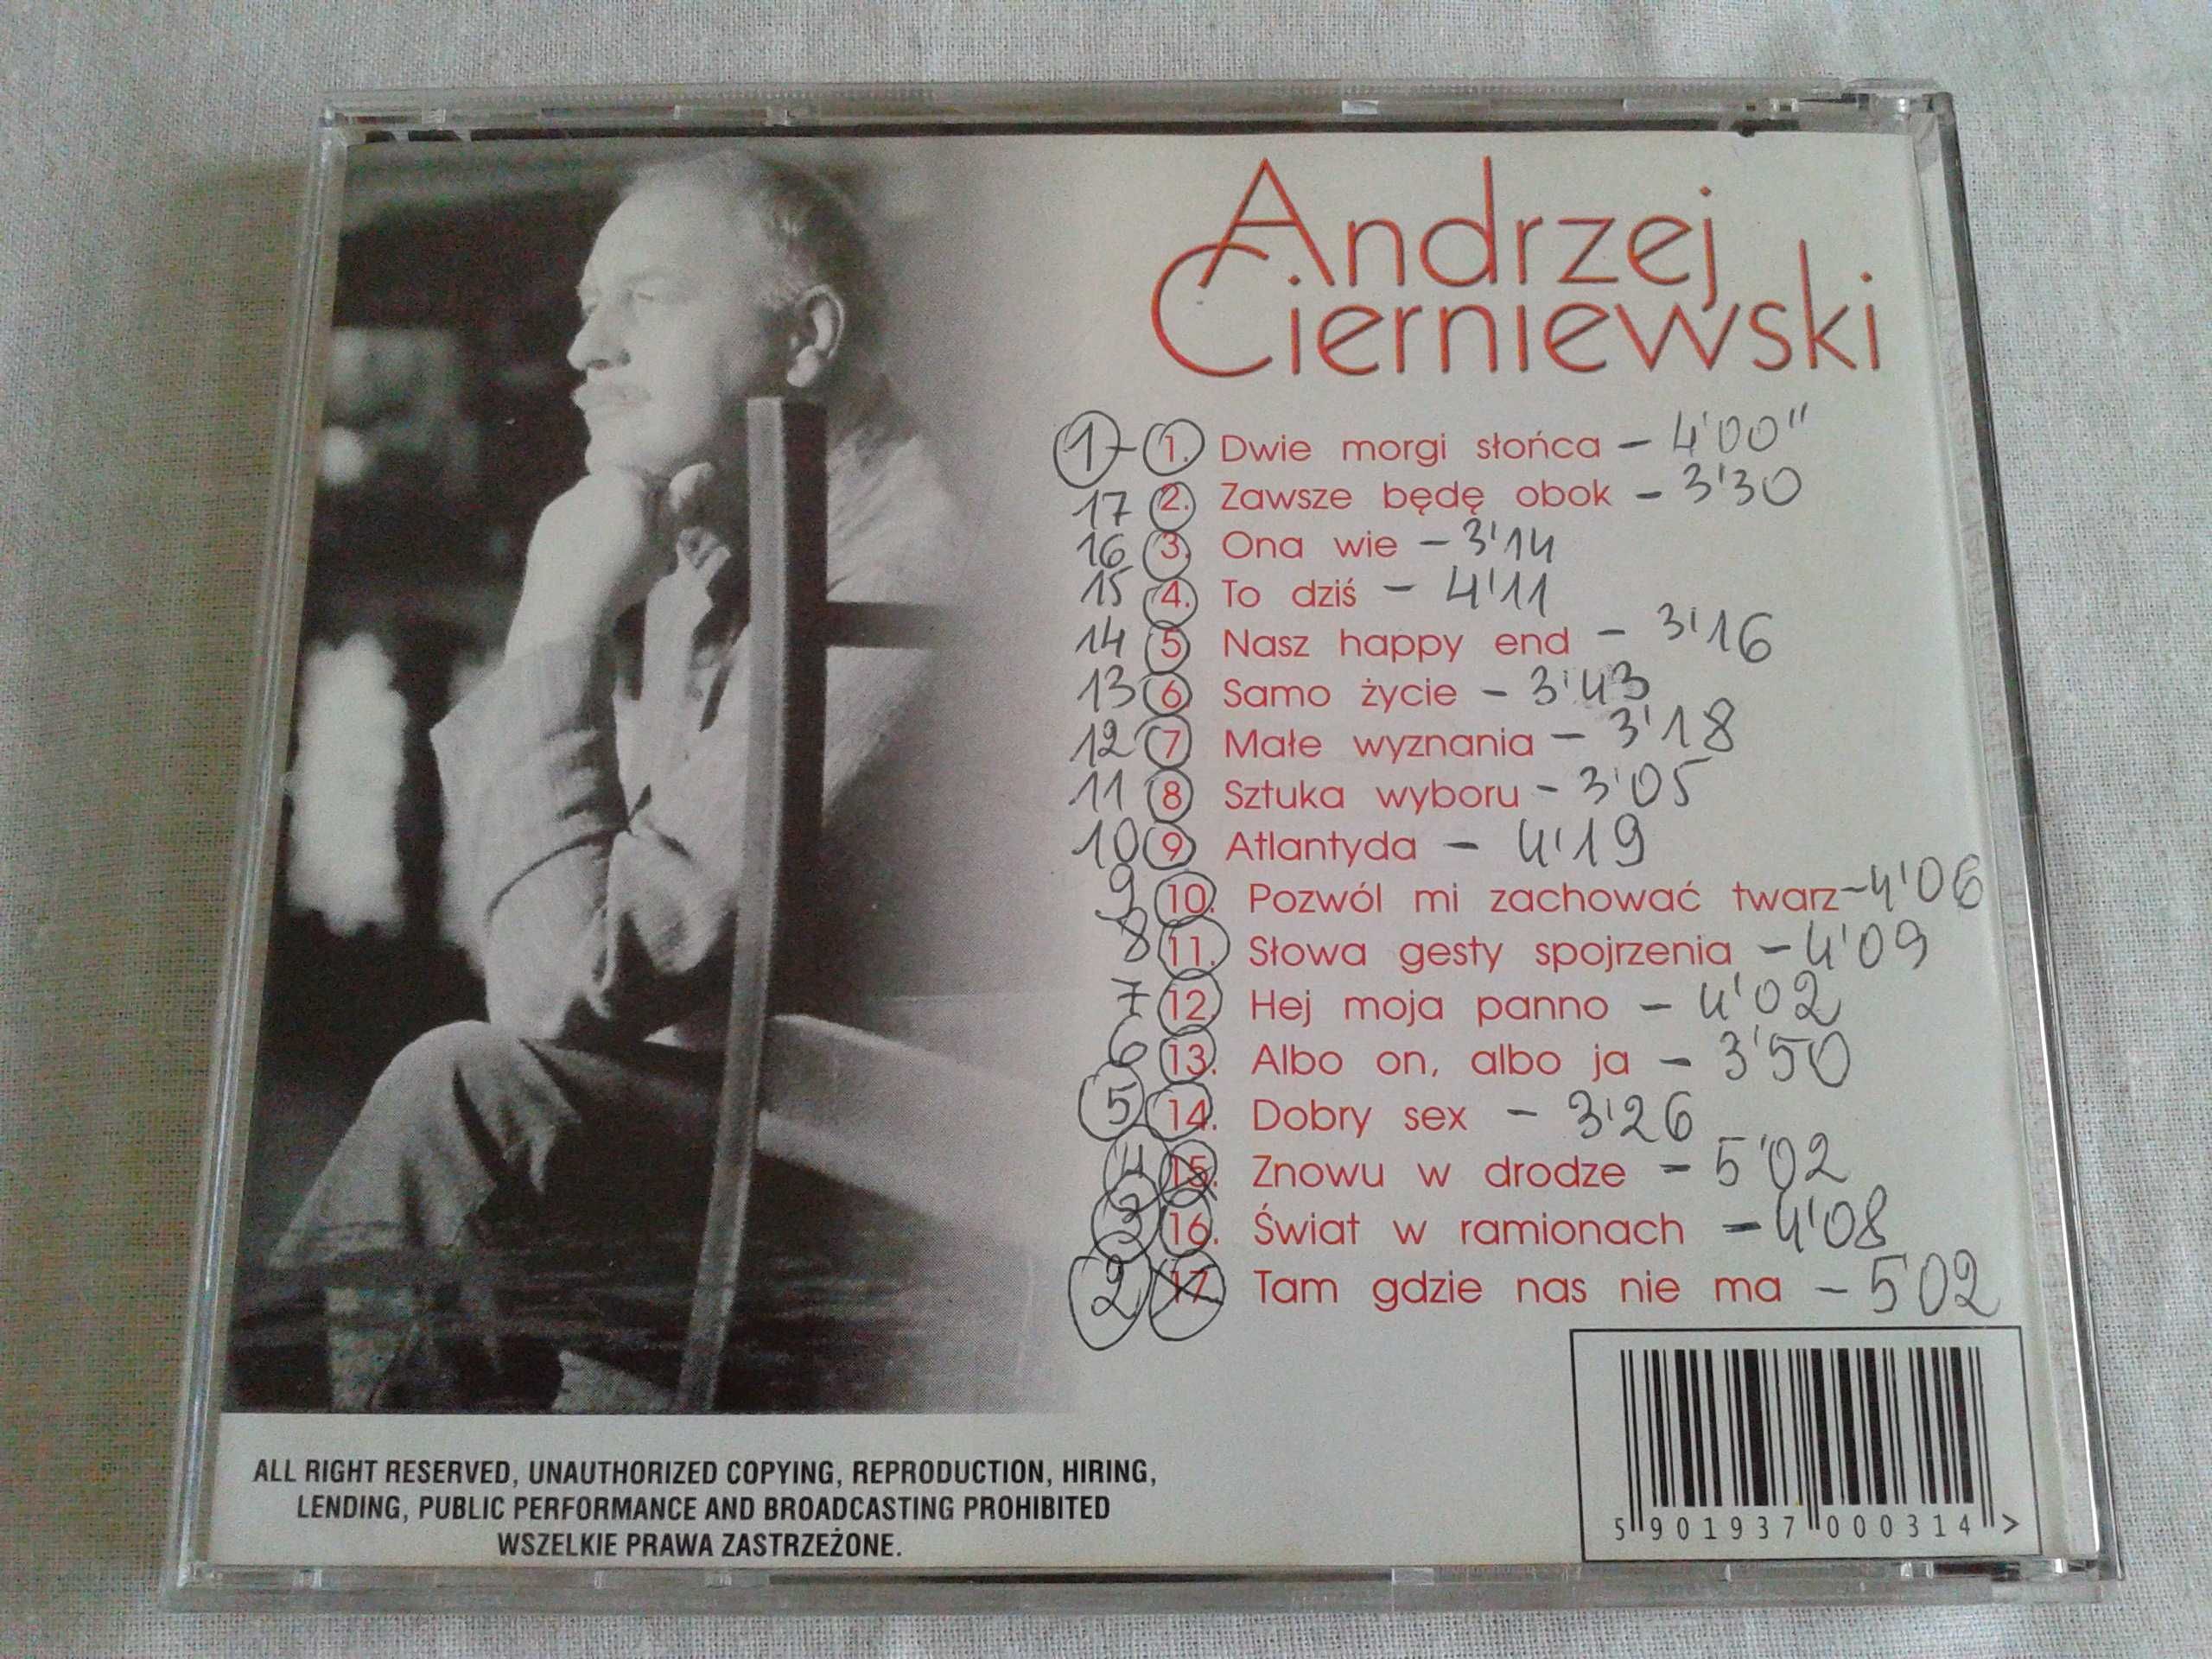 Andrzej
Cierniewski
1 - 1. Dwie morgi słońca - 4'00"
17 2. Zawsze będę obok - 3'30
16 3. Ona wie - 3'14
15 4. To dziś - 4'11
14 5 Nasz happy end - 3'16
13 6 Samo życie - 3'43
12 7 Małe wyznania - 3'18
11 8 Sztuka wyboru - 3'05
10 9 Atlantyda - 4'19
9 10. Pozwól mi zachować twarz - 4'06
8 11. Słowa gesty spojrzenia - 4'09
7 12. Hej moja panno - 4'02
6 13. Albo on, albo ja - 3'50
5 14. Dobry sex - 3'26
4 15. Znowu w drodze - 5'02
3 16. Świat w ramionach - 4'08
2 17. Tam gdzie nas nie ma - 5'02
ALL RIGHT RESERVED, UNAUTHORIZED COPYING, REPRODUCTION, HIRING,
LENDING, PUBLIC PERFORMANCE AND BROADCASTING PROHIBITED
WSZELKIE PRAWA ZASTRZEŻONE.
5 901937 000314 >